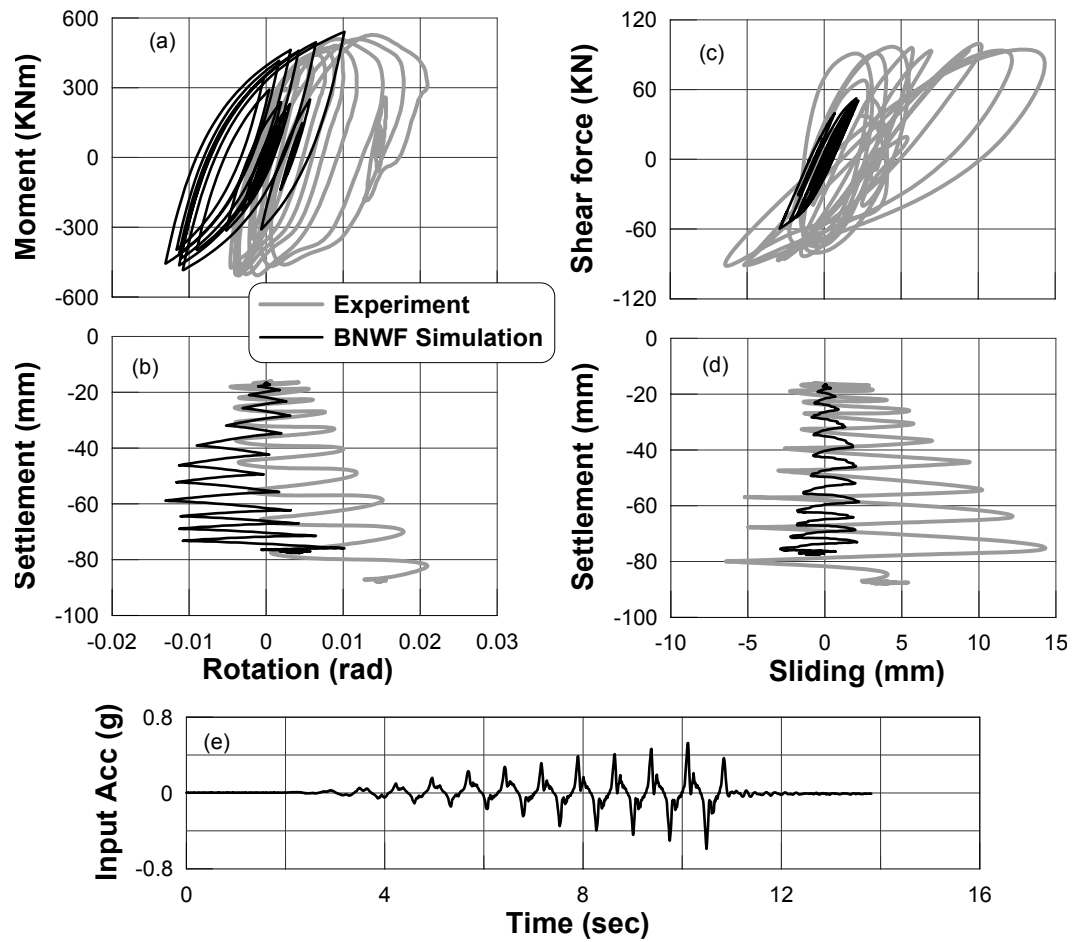 600
300
0
-300
-600
Moment (KNm)
(a)
120
60
0
-60
-120
Shear force (KN)
(c)
Experiment
BNWF Simulation
0
-20
-40
-60
-80
-100
Settlement (mm)
(b)
-0.02 -0.01 0 0.01 0.02 0.03
Rotation (rad)
0
-20
-40
-60
-80
-100
Settlement (mm)
(d)
-10 -5 0 5 10 15
Sliding (mm)
0.8
0
-0.8
Input Acc (g)
(e)
0 4 8 12 16
Time (sec)